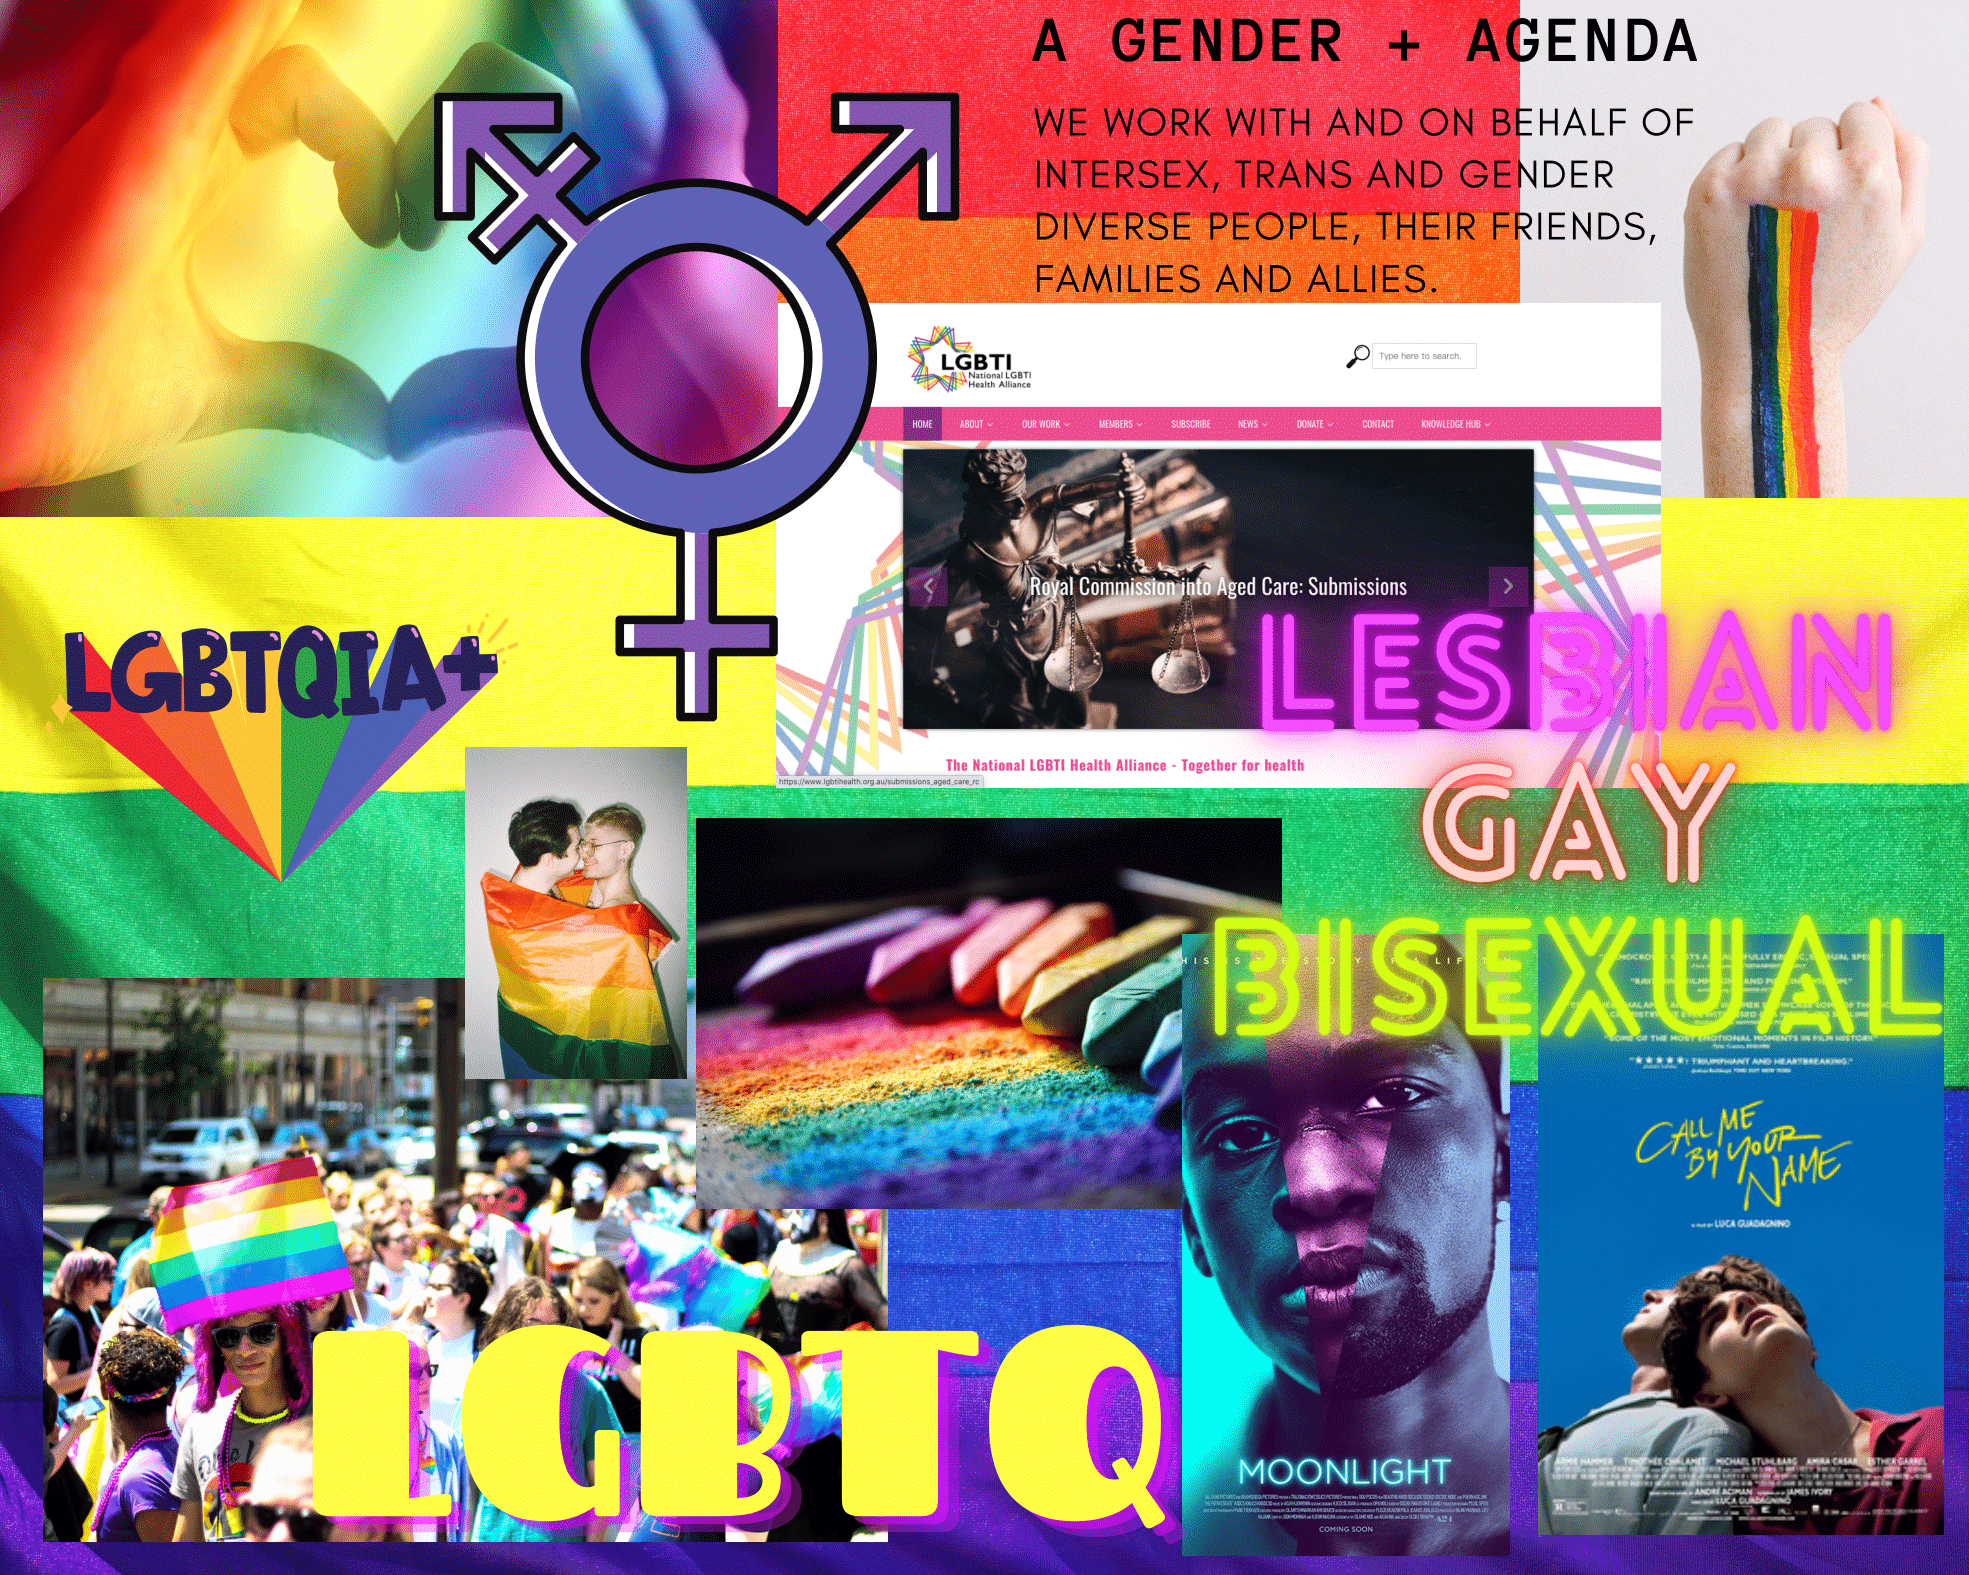 A GENDER + AGENDA
WE WORK WITH AND ON BEHALF OF
INTERSEX, TRANS AND GENDER
DIVERSE PEOPLE, THEIR FRIENDS,
FAMILIES AND ALLIES.
LGBTI
National LGBTI
Health Alliance
Type here to search.
HOME ABOUT OUR WORK MEMBERS SUBSCRIBE NEWS DONATE CONTACT KNOWLEDGE HUB
Royal Commission into Aged Care: Submissions
The National LGBTI Health Alliance - Together for health
https://www.lgbtihealth.org.au/submissions_aged_care_rc
LGBTQIA+
LESBIAN
GAY
BISEXUAL
"SOME OF THE MOST EMOTIONAL MOMENTS IN FILM HISTORY."
"★★★★★! TRIUMPHANT AND HEARTBREAKING."
CALL ME
BY YOUR
NAME
A FILM BY LUCA GUADAGNINO
ARMIE HAMMER TIMOTHÉE CHALAMET MICHAEL STUHLBARG AMIRA CASAR ESTHER GARREL
ANDRÉ ACIMAN JAMES IVORY
LUCA GUADAGNINO
MOONLIGHT
A24
COMING SOON
LGBTQ